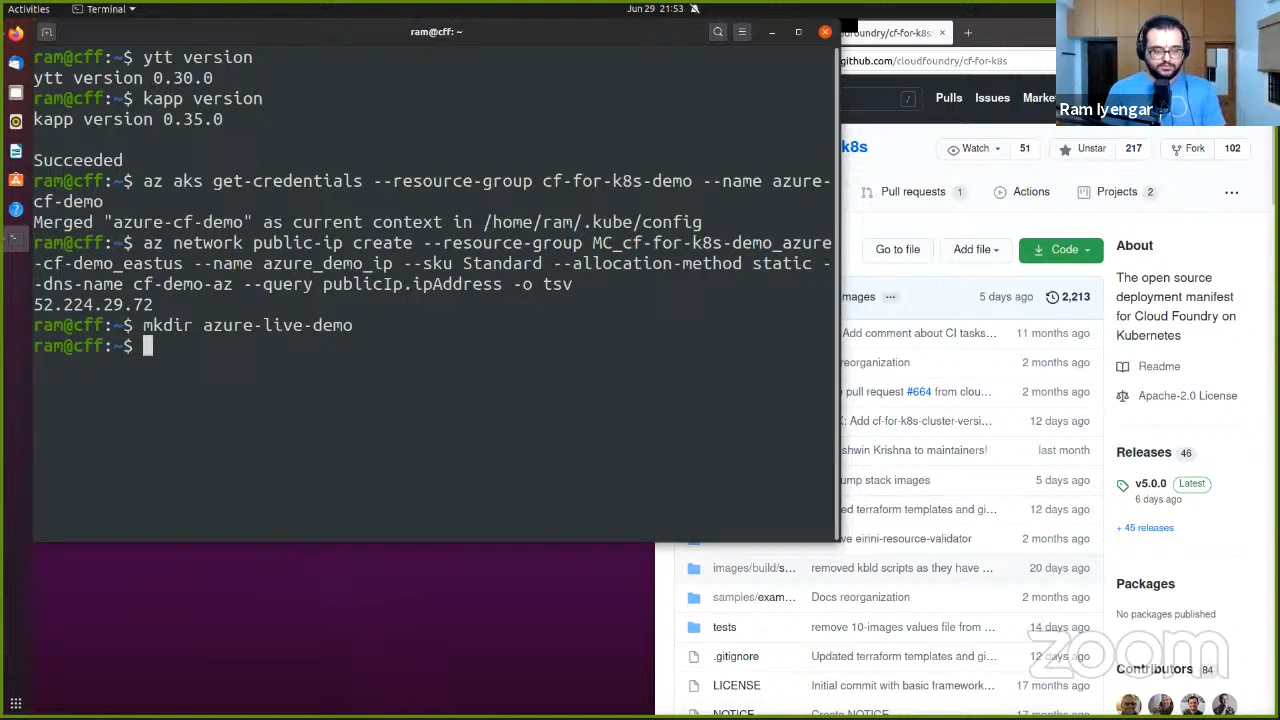 Activities
Terminal
Jun 29 21:53
ram@cff: ~
ram@cff:~$ ytt version
ytt version 0.30.0
ram@cff:~$ kapp version
kapp version 0.35.0
Succeeded
ram@cff:~$ az aks get-credentials --resource-group cf-for-k8s-demo --name azure-
cf-demo
Merged "azure-cf-demo" as current context in /home/ram/.kube/config
ram@cff:~$ az network public-ip create --resource-group MC_cf-for-k8s-demo_azure
-cf-demo_eastus --name azure_demo_ip --sku Standard --allocation-method static -
-dns-name cf-demo-az --query publicIp.ipAddress -o tsv
52.224.29.72
ram@cff:~$ mkdir azure-live-demo
ram@cff:~$
dfoundry/cf-for-k8s:
github.com/cloudfoundry/cf-for-k8s
/
Pulls
Issues
Marke
Ram Iyengar
k8s
Watch
51
Unstar
217
Fork
102
Pull requests 1
Actions
Projects 2
Go to file
Add file
Code
mages
5 days ago
2,713
Add comment about CI tasks...
11 months ago
reorganization
2 months ago
pull request #664 from clou...
2 months ago
: Add cf-for-k8s-cluster-versi...
12 days ago
shwin Krishna to maintainers!
last month
ump stack images
5 days ago
ed terraform templates and gi...
12 days ago
ve eirini-resource-validator
2 months ago
images/build/s...
removed kbld scripts as they have ...
20 days ago
samples/exam...
Docs reorganization
2 months ago
tests
remove 10-images values file from ...
14 days ago
.gitignore
Updated terraform templates and gi...
12 days ago
LICENSE
Initial commit with basic framework...
17 months ago
NOTICE
Create NOTICE
17 months ago
About
The open source
deployment manifest
for Cloud Foundry on
Kubernetes
Readme
Apache-2.0 License
Releases 46
v5.0.0 Latest
6 days ago
+ 45 releases
Packages
No packages published
Contributors 84
zoom